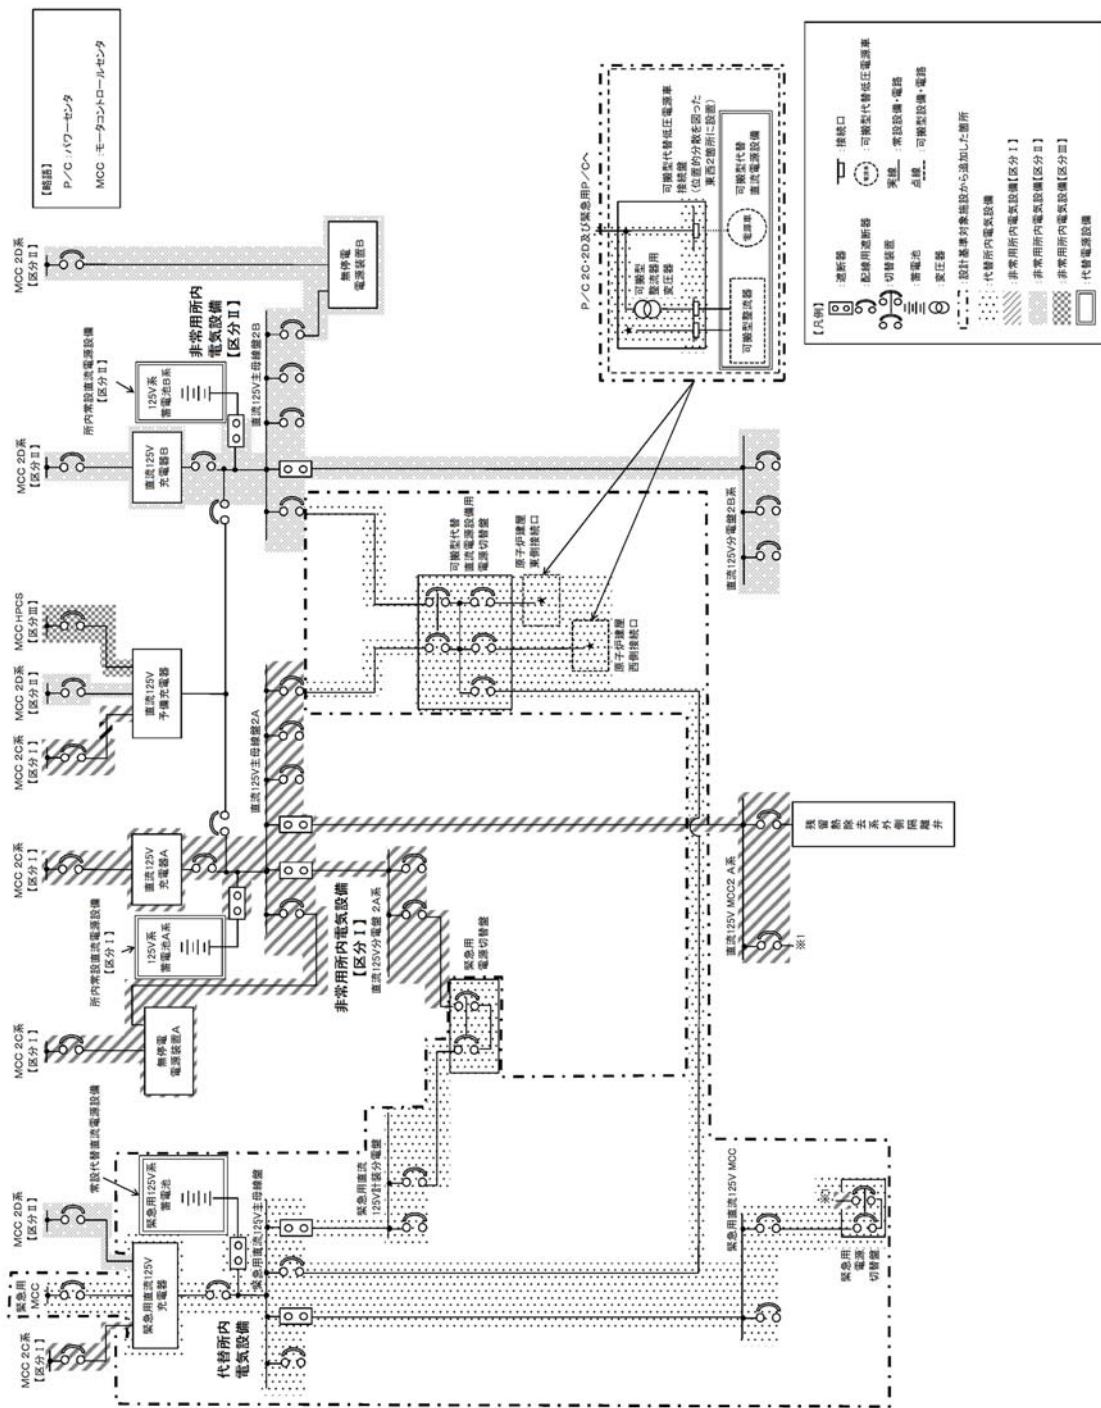 【略語】
P/C :パワーセンタ
MCC :モータコントロールセンタ
MCC 2C系
【区分Ⅰ】
緊急用
MCC
MCC 2D系
【区分Ⅱ】
常設代替直流電源設備
MCC 2C系
【区分Ⅰ】
所内常設直流電源設備
【区分Ⅰ】
MCC 2C系
【区分Ⅰ】
MCC 2C系
【区分Ⅰ】
MCC 2D系
【区分Ⅱ】
MCC HPCS
【区分Ⅲ】
MCC 2D系
【区分Ⅱ】
所内常設直流電源設備
【区分Ⅱ】
MCC 2D系
【区分Ⅱ】
緊急用直流125V
充電器
緊急用125V系
蓄電池
無停電
電源装置A
125V系
蓄電池A系
直流125V
充電器A
直流125V
予備充電器
直流125V
充電器B
125V系
蓄電池B系
非常用所内
電気設備
【区分Ⅱ】
無停電
電源装置B
代替所内
電気設備
緊急用直流125V主母線盤
直流125V主母線盤2A
直流125V主母線盤2B
非常用所内電気設備
【区分Ⅰ】
緊急用直流
125V計装分電盤
直流125V分電盤 2A系
緊急用
電源切替盤
可搬型代替
直流電源設備用
電源切替盤
原子炉建屋
東側接続口
原子炉建屋
西側接続口
緊急用直流125V MCC
直流125V MCC2 A系
直流125V分電盤2B系
緊急用
電源
切替盤
※1
※1
残留熱除去系外側隔離弁
P/C 2C・2D及び緊急用P/Cへ
可搬型
整流器用
変圧器
可搬型代替低圧電源車
接続盤
(位置的分散を図った
東西2箇所に設置)
可搬型整流器
電源車
可搬型代替
直流電源設備
【凡例】
:遮断器
:配線用遮断器
:切替装置
:蓄電池
:変圧器
:接続口
電源車
:可搬型代替低圧電源車
実線
:常設設備・電路
点線
:可搬型設備・電路
:設計基準対象施設から追加した箇所
:代替所内電気設備
:非常用所内電気設備【区分Ⅰ】
:非常用所内電気設備【区分Ⅱ】
:非常用所内電気設備【区分Ⅲ】
:代替電源設備